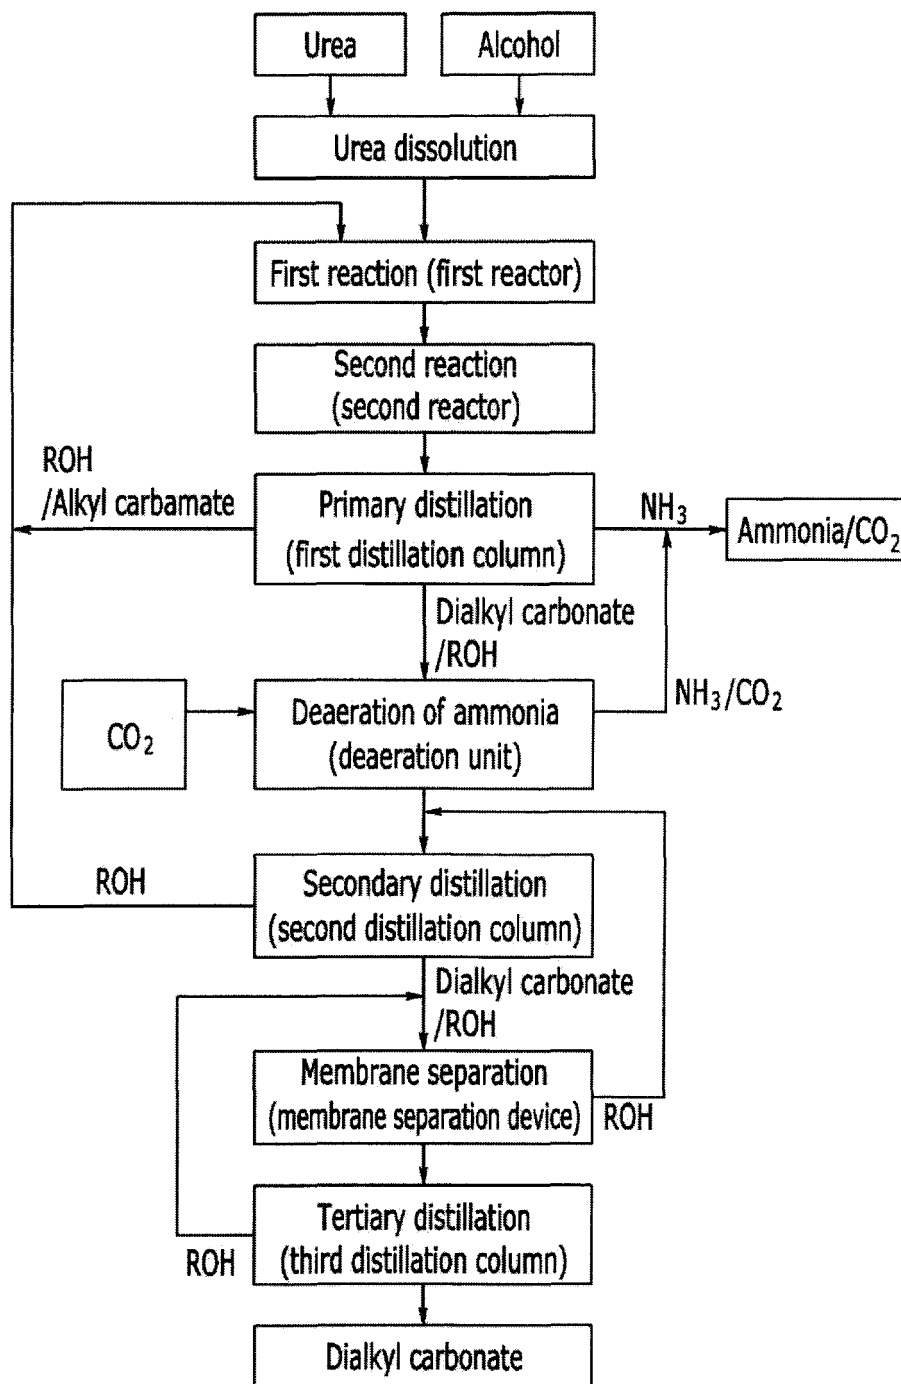 Urea
Alcohol
Urea dissolution
First reaction (first reactor)
Second reaction
(second reactor)
ROH
/Alkyl carbamate
Primary distillation
(first distillation column)
NH₃
Ammonia/CO₂
Dialkyl carbonate
/ROH
CO₂
Deaeration of ammonia
(deaeration unit)
NH₃/CO₂
ROH
Secondary distillation
(second distillation column)
Dialkyl carbonate
/ROH
Membrane separation
(membrane separation device)
ROH
Tertiary distillation
(third distillation column)
ROH
Dialkyl carbonate